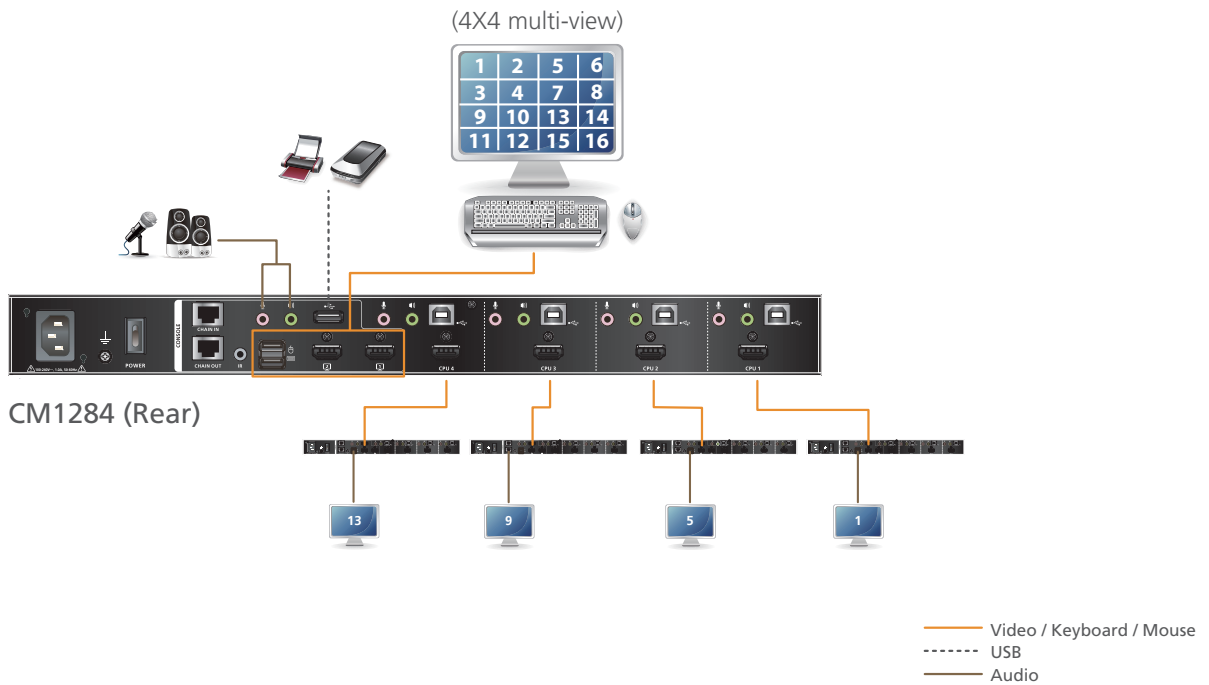 (4X4 multi-view)
1 2 5 6
3 4 7 8
9 10 13 14
11 12 15 16
CONSOLE
CHAIN IN
CHAIN OUT
IR
POWER
2
1
CPU 4
CPU 3
CPU 2
CPU 1
CM1284 (Rear)
13
9
5
1
Video / Keyboard / Mouse
USB
Audio